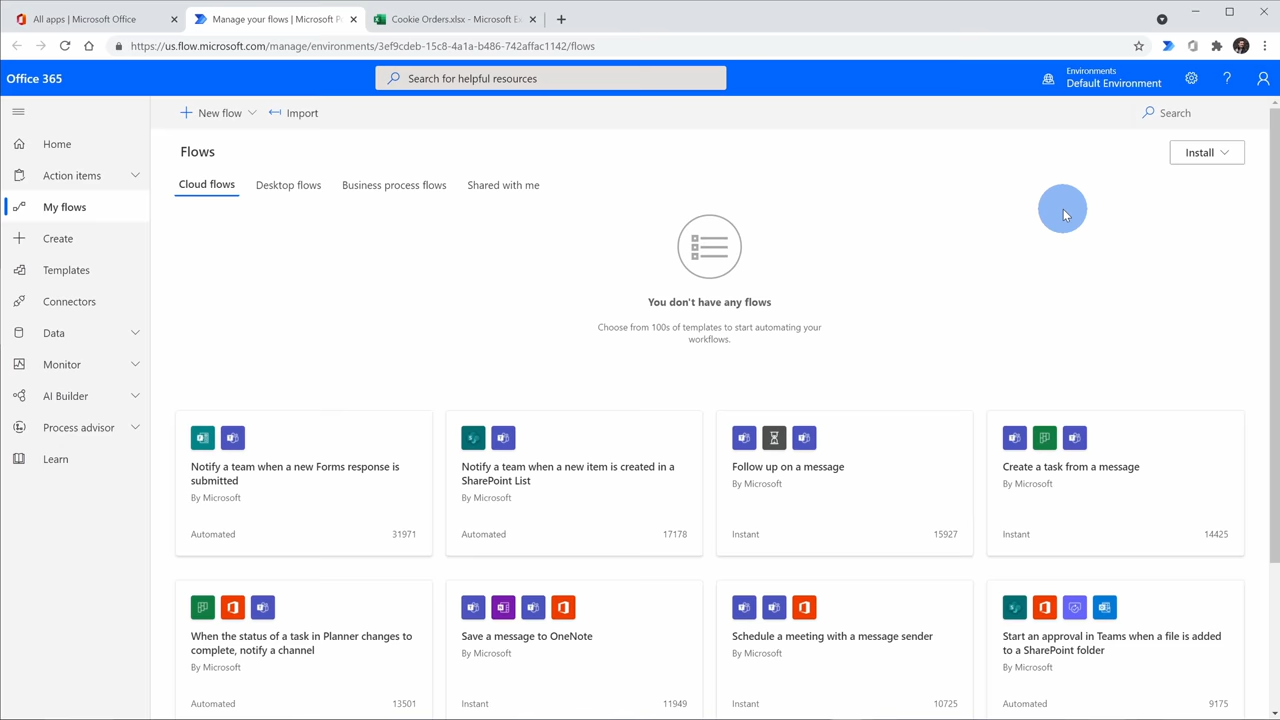 All apps | Microsoft Office
Manage your flows | Microsoft P
Cookie Orders.xlsx - Microsoft Ex
https://us.flow.microsoft.com/manage/environments/3ef9cdeb-15c8-4a1a-b486-742affac1142/flows
Office 365
Search for helpful resources
Environments
Default Environment
New flow
Import
Search
Home
Action items
My flows
Create
Templates
Connectors
Data
Monitor
AI Builder
Process advisor
Learn
Flows
Install
Cloud flows
Desktop flows
Business process flows
Shared with me
You don't have any flows
Choose from 100s of templates to start automating your
workflows.
Notify a team when a new Forms response is
submitted
By Microsoft
Automated
31971
Notify a team when a new item is created in a
SharePoint List
By Microsoft
Automated
17178
Follow up on a message
By Microsoft
Instant
15927
Create a task from a message
By Microsoft
Instant
14425
When the status of a task in Planner changes to
complete, notify a channel
By Microsoft
Automated
13501
Save a message to OneNote
By Microsoft
Instant
11949
Schedule a meeting with a message sender
By Microsoft
Instant
10725
Start an approval in Teams when a file is added
to a SharePoint folder
By Microsoft
Automated
9175